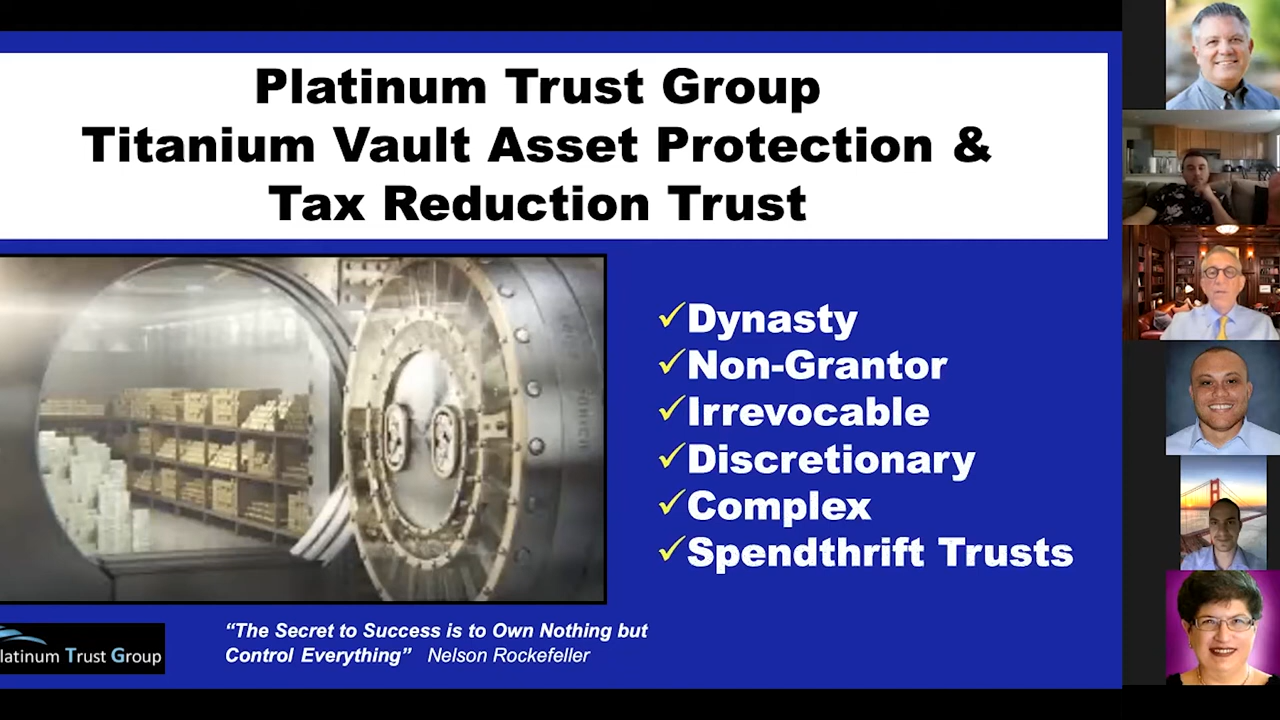 Platinum Trust Group
Titanium Vault Asset Protection &
Tax Reduction Trust
✓Dynasty
✓Non-Grantor
✓Irrevocable
✓Discretionary
✓Complex
✓Spendthrift Trusts
“The Secret to Success is to Own Nothing but
Control Everything” Nelson Rockefeller
latinum Trust Group